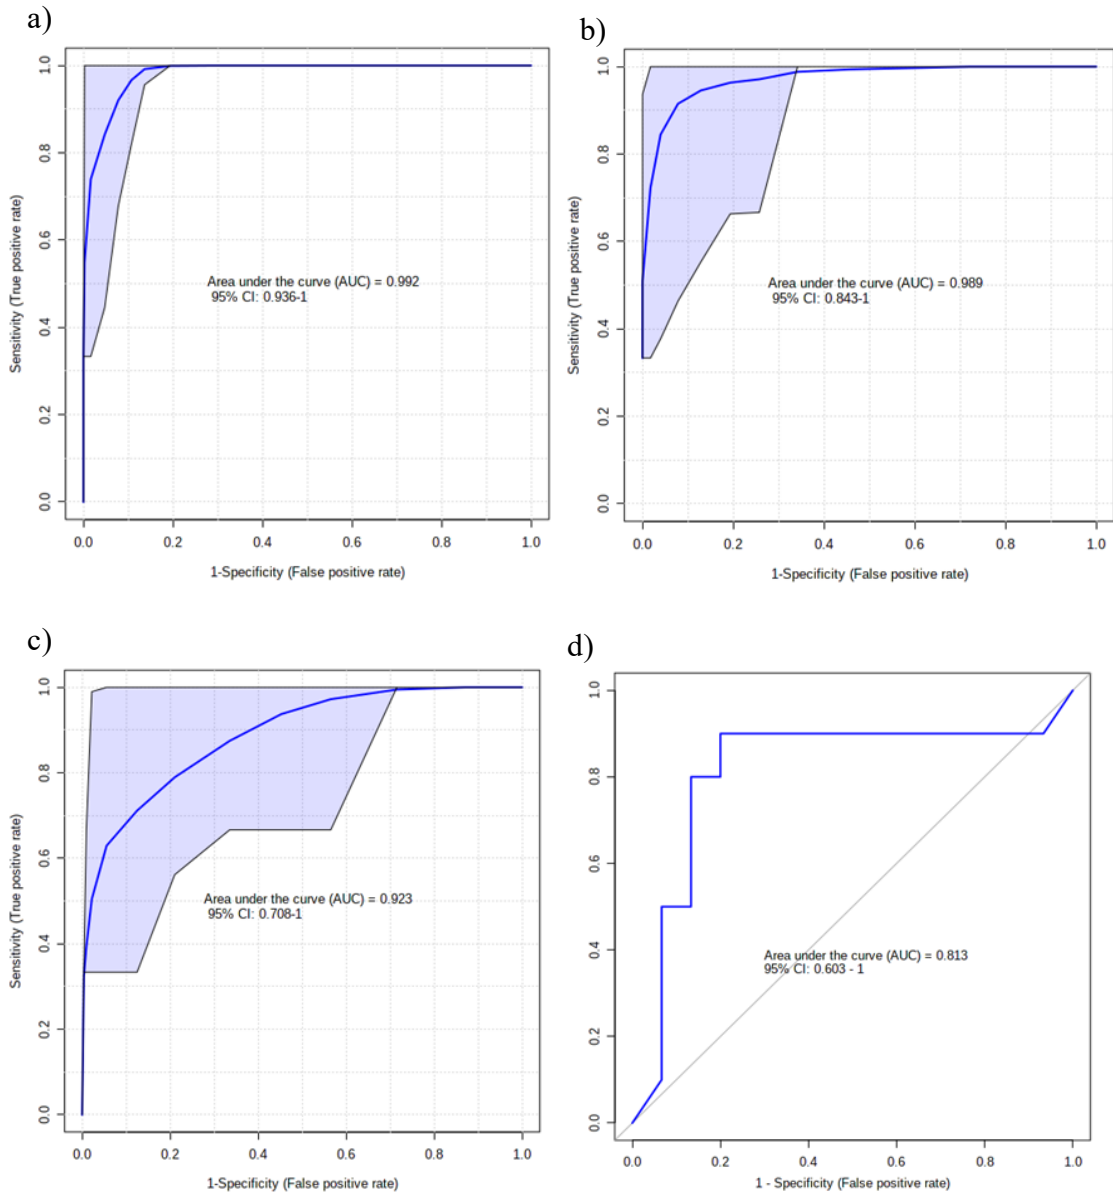 a)
1.0
0.8
0.6
0.4
0.2
0.0
Sensitivity (True positive rate)
Area under the curve (AUC) = 0.992
95% CI: 0.936-1
0.0 0.2 0.4 0.6 0.8 1.0
1-Specificity (False positive rate)
b)
1.0
0.8
0.6
0.4
0.2
0.0
Sensitivity (True positive rate)
Area under the curve (AUC) = 0.989
95% CI: 0.843-1
0.0 0.2 0.4 0.6 0.8 1.0
1-Specificity (False positive rate)
c)
1.0
0.8
0.6
0.4
0.2
0.0
Sensitivity (True positive rate)
Area under the curve (AUC) = 0.923
95% CI: 0.708-1
0.0 0.2 0.4 0.6 0.8 1.0
1-Specificity (False positive rate)
d)
1.0
0.8
0.6
0.4
0.2
0.0
Sensitivity (True positive rate)
Area under the curve (AUC) = 0.813
95% CI: 0.603 - 1
0.0 0.2 0.4 0.6 0.8 1.0
1 - Specificity (False positive rate)